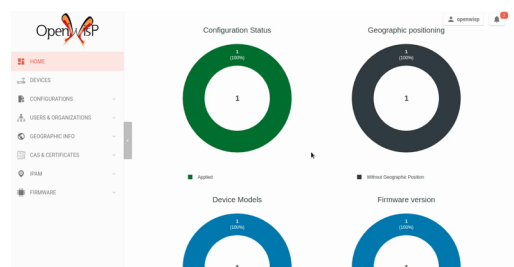 OpenWISP
openwisp
HOME
DEVICES
CONFIGURATIONS
USERS & ORGANIZATIONS
GEOGRAPHIC INFO
CAS & CERTIFICATES
IPAM
FIRMWARE
Configuration Status
1
(100%)
1
Applied
Geographic positioning
1
(100%)
1
Without Geographic Position
Device Models
1
(100%)
Firmware version
1
(100%)